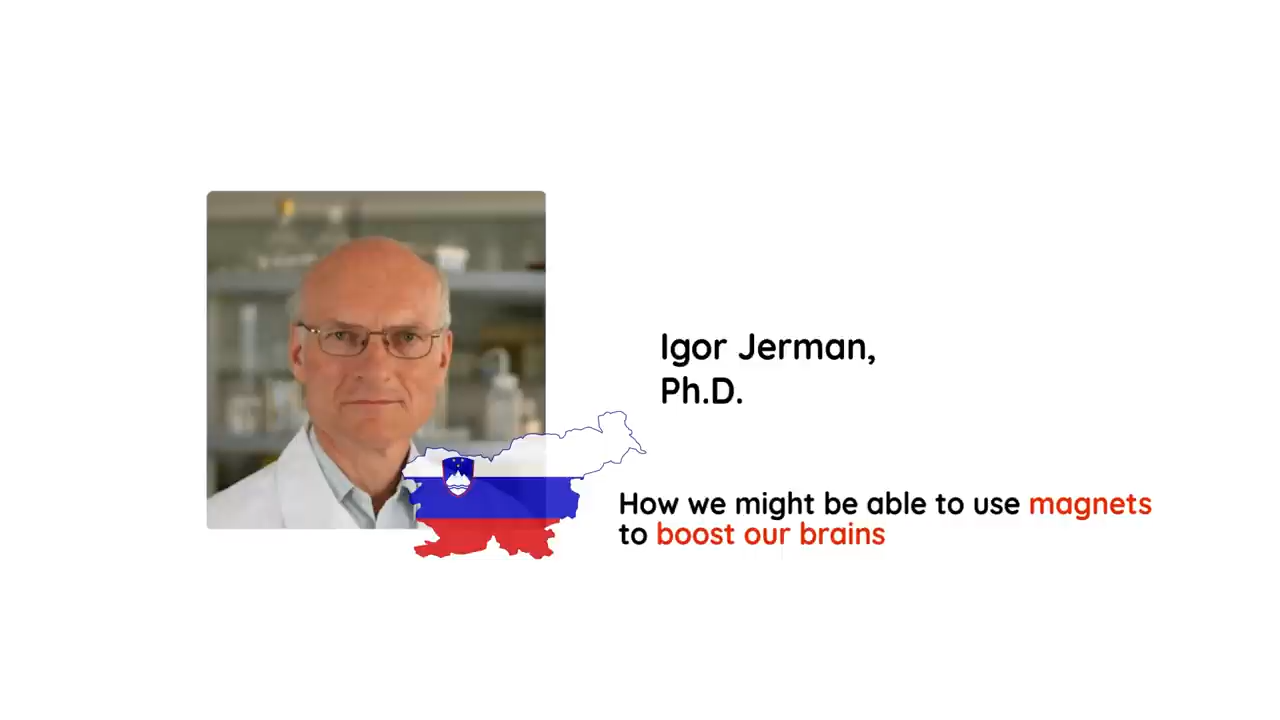 Igor Jerman,
Ph.D.
How we might be able to use magnets
to boost our brains